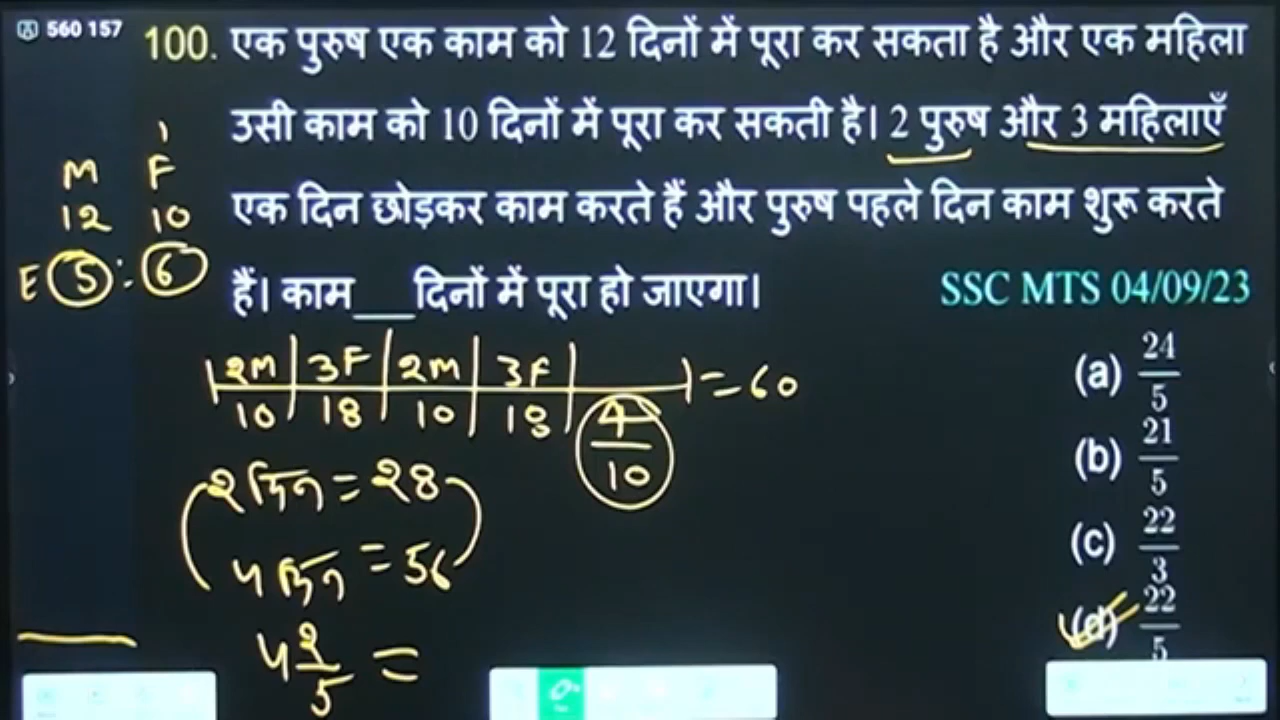 560 157
100. एक पुरुष एक काम को 12 दिनों में पूरा कर सकता है और एक महिला
उसी काम को 10 दिनों में पूरा कर सकती है। 2 पुरुष और 3 महिलाएँ
एक दिन छोड़कर काम करते हैं और पुरुष पहले दिन काम शुरू करते
हैं। काम___दिनों में पूरा हो जाएगा।
SSC MTS 04/09/23
M F
12 10
E 5 : 6
2M 3F 2M 3F = 60
10 18 10 18 4/10
२ दिन = २8
4 दिन = 56
4 2/5 =
(a) 24/5
(b) 21/5
(c) 22/3
(d) 22/5